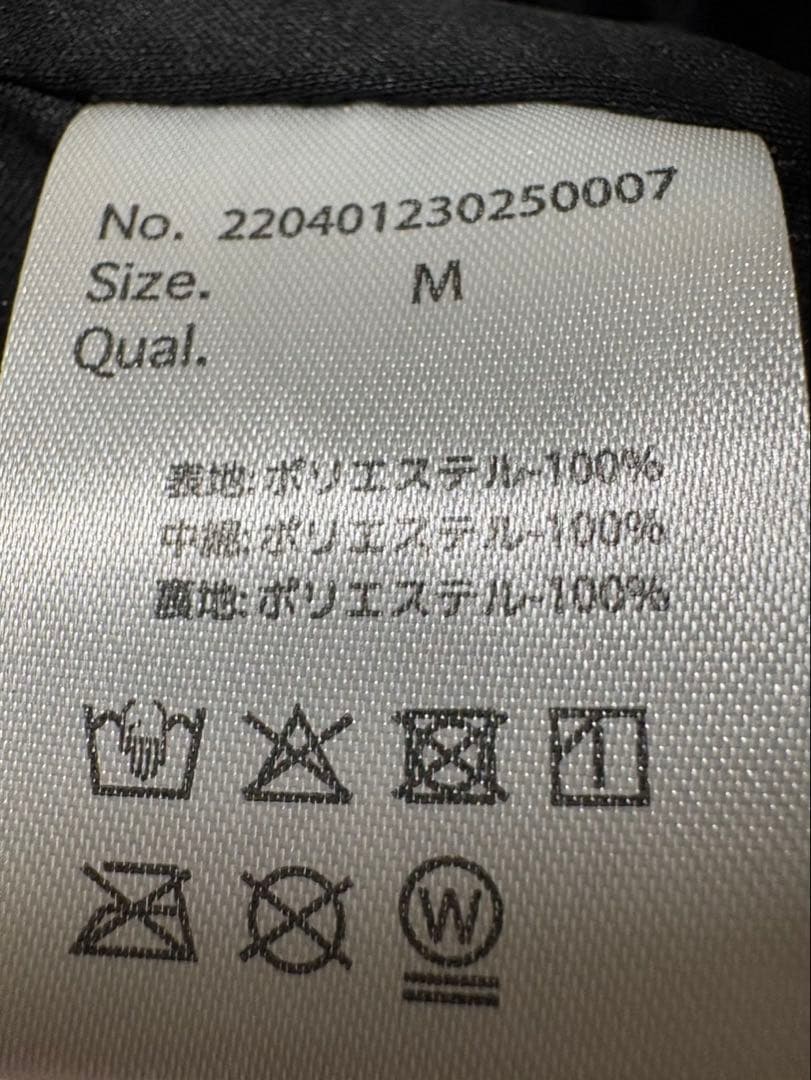 No. 220401230250007
Size. M
Qual.
表地:ポリエステル-100%
中綿:ポリエステル-100%
裏地:ポリエステル-100%
W